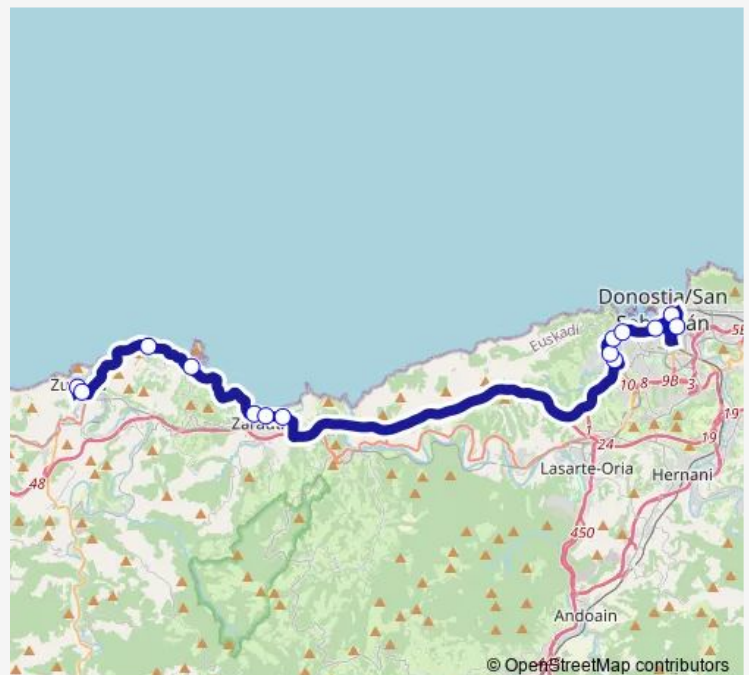 Donostia/San
Euskadi
5B
10 8 9B 3
1
19
24
19
48
Lasarte-Oria
Hernani
450
Andoain
© OpenStreetMap contributors